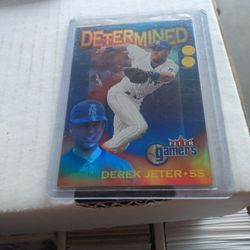 DETERMINED
FLEER
gamers
DEREK JETER • SS